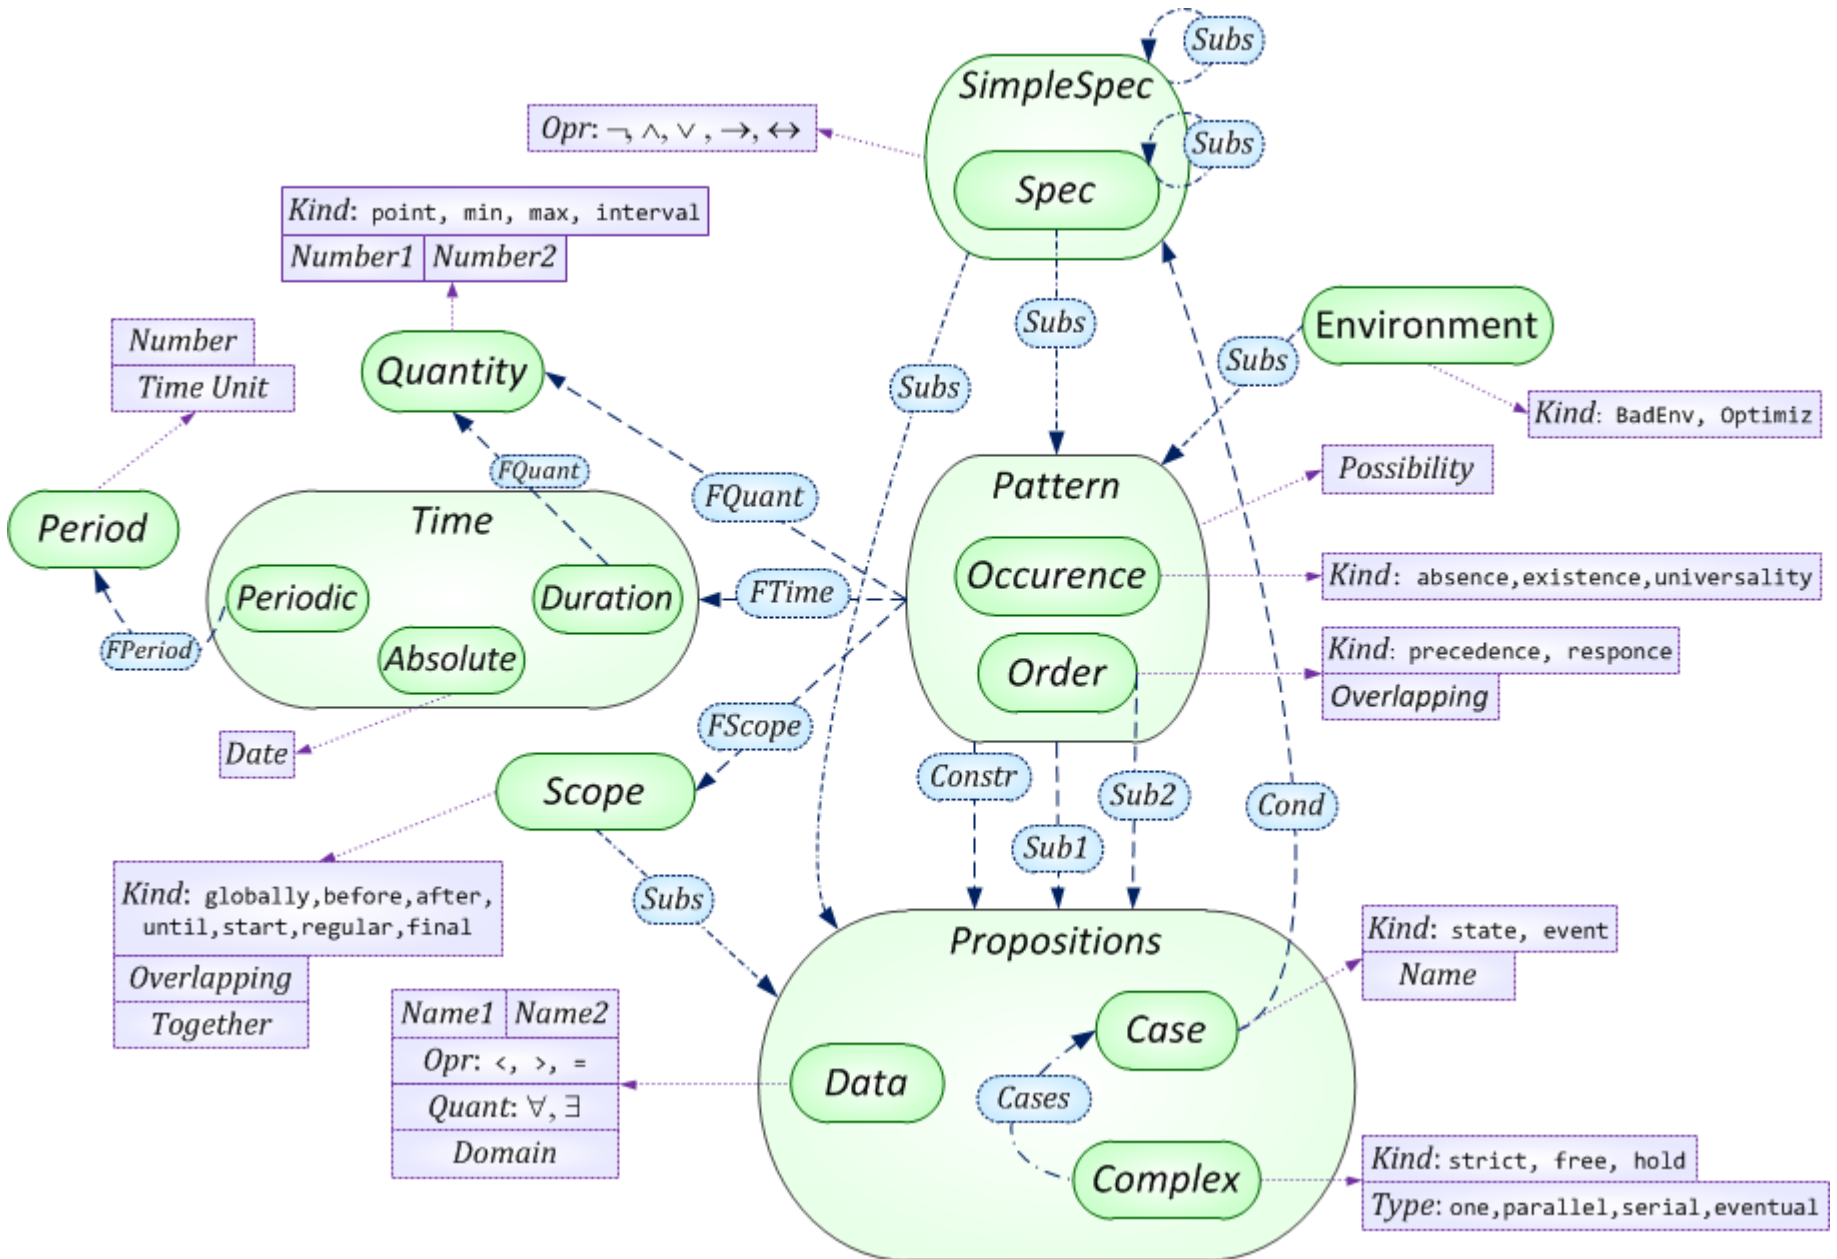 Subs
SimpleSpec
Opr: ¬, ∧, ∨, →, ↔
Subs
Spec
Kind: point, min, max, interval
Number1 Number2
Subs
Environment
Number
Time Unit
Quantity
Subs
Subs
Kind: BadEnv, Optimiz
FQuant
FQuant
Pattern
Possibility
Period
Time
Periodic
Duration
FTime
Occurence
Kind: absence,existence,universality
FPeriod
Absolute
Order
Kind: precedence, responce
Overlapping
Date
FScope
Scope
Constr
Sub2
Cond
Sub1
Kind: globally,before,after,
until,start,regular,final
Overlapping
Together
Subs
Propositions
Kind: state, event
Name
Name1 Name2
Opr: <, >, =
Quant: ∀, ∃
Domain
Data
Case
Cases
Complex
Kind: strict, free, hold
Type: one,parallel,serial,eventual